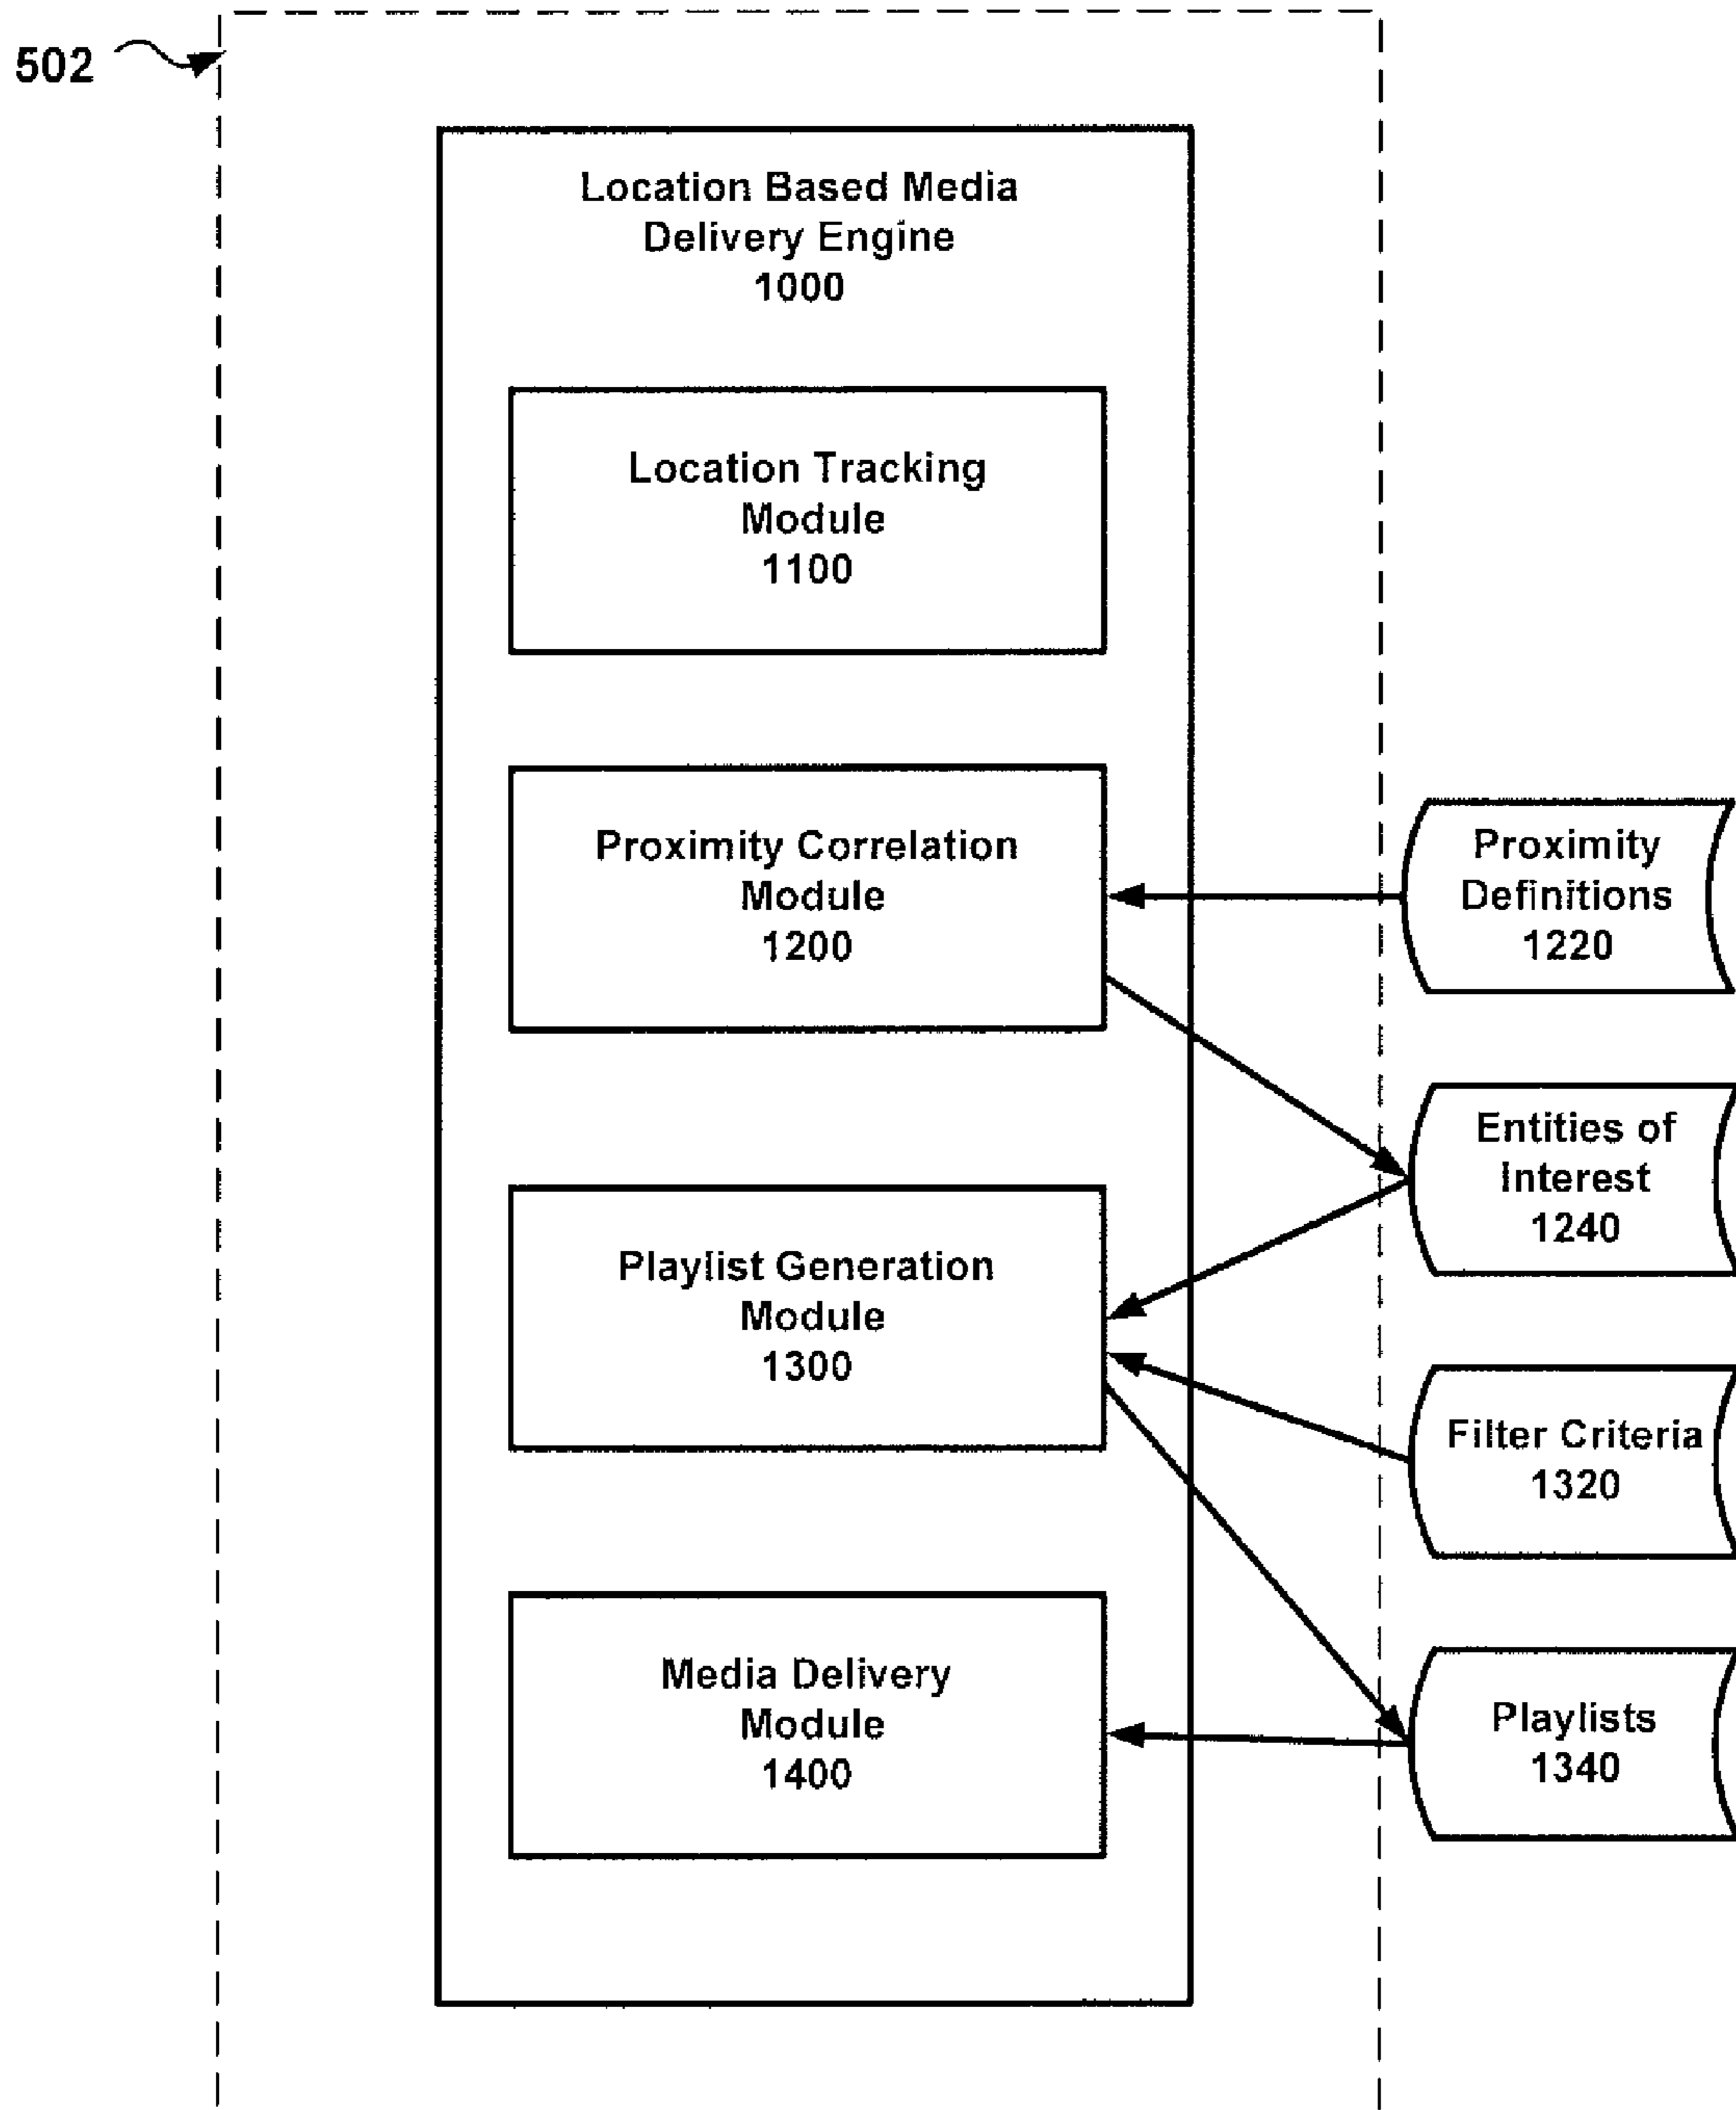 502
Location Based Media
Delivery Engine
1000
Location Tracking
Module
1100
Proximity Correlation
Module
1200
Proximity
Definitions
1220
Entities of
Interest
1240
Playlist Generation
Module
1300
Filter Criteria
1320
Media Delivery
Module
1400
Playlists
1340